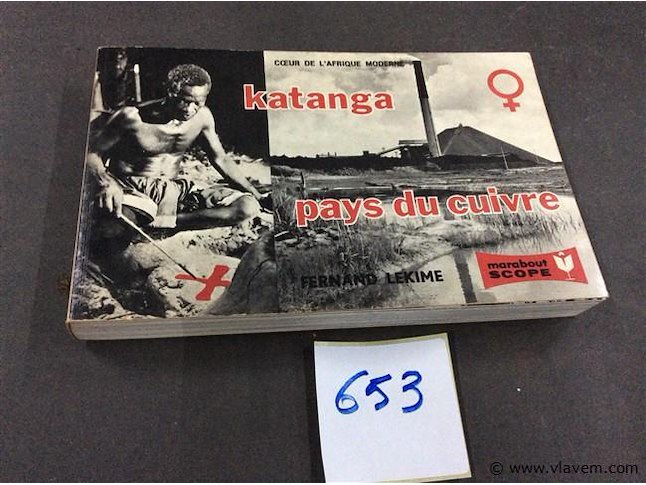 CŒUR DE L'AFRIQUE MODERNE
katanga
pays du cuivre
FERNAND LEKIME
marabout
SCOPE
653
© www.vlavem.com